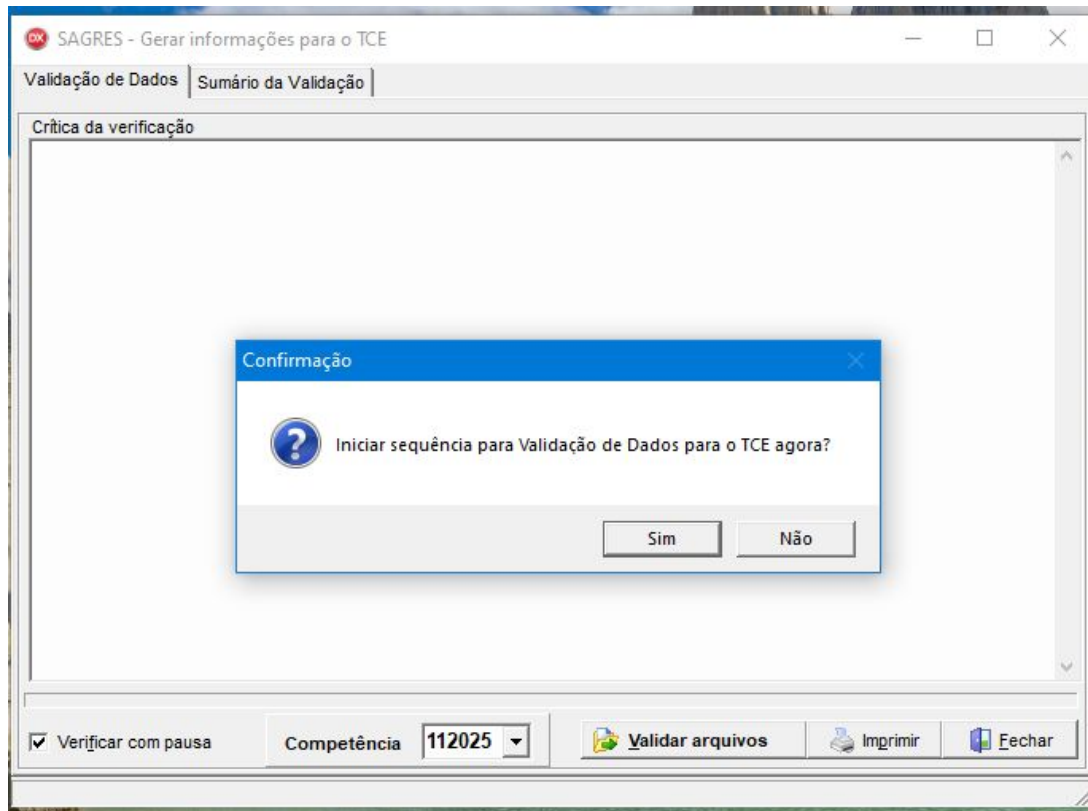 SAGRES - Gerar informações para o TCE
Validação de Dados
Sumário da Validação
Crítica da verificação
Confirmação
Iniciar sequência para Validação de Dados para o TCE agora?
Sim
Não
Verificar com pausa
Competência
112025
Validar arquivos
Imprimir
Fechar